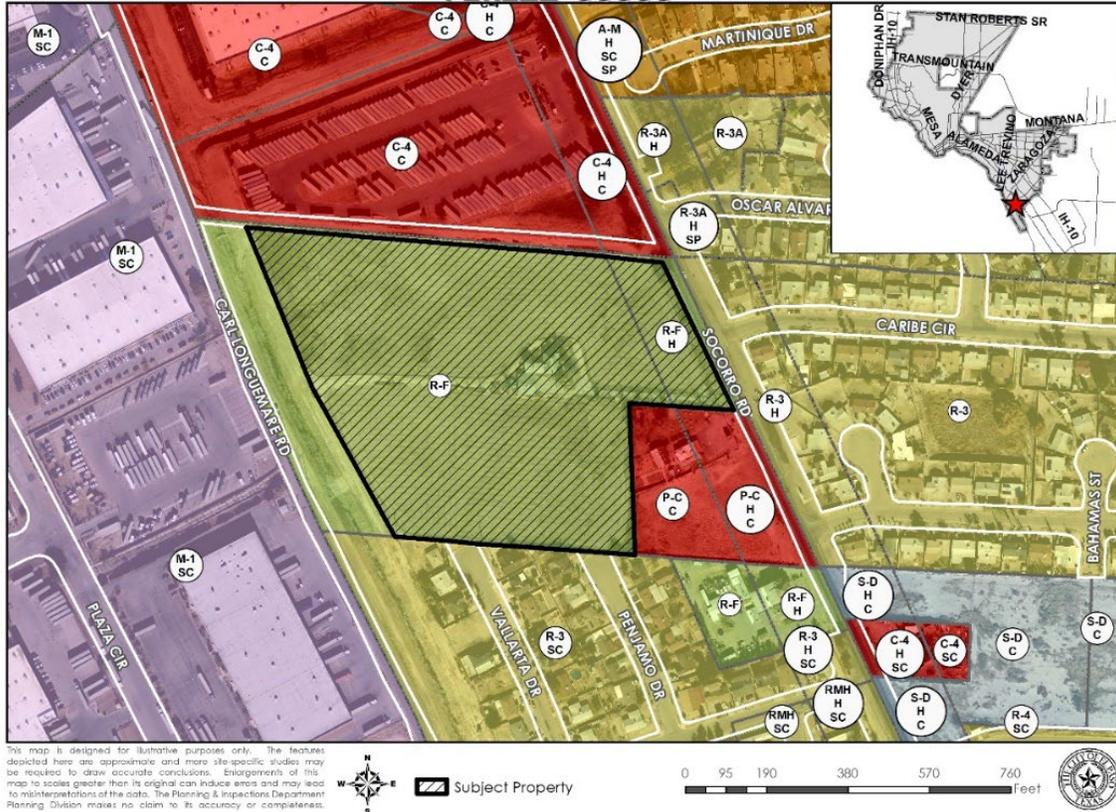 M-1
SC
C-4
C
C-4
C
H
C
A-M
H
SC
SP
MARTINIQUE DR
STAN ROBERTS SR
DONIPHAN DR
IH-10
TRANSMOUNTAIN
DYER
MESA
MONTANA
ALAMEDA
LEE TREVINO
ZARAGOZA
IH-10
C-4
C
C-4
H
C
R-3A
H
R-3A
R-3A
H
SP
OSCAR ALVAR
M-1
SC
CARL LONGUEMARE RD
R-F
R-F
H
SOCORRO RD
CARIBE CIR
R-3
H
R-3
P-C
C
P-C
H
C
BAHAMAS ST
M-1
SC
PLAZA CIR
VALLARTA DR
R-3
SC
PENJAMO DR
R-F
R-F
H
R-3
H
SC
RMH
SC
RMH
H
SC
S-D
H
C
C-4
H
SC
C-4
SC
S-D
C
S-D
C
S-D
H
C
R-4
SC
This map is designed for illustrative purposes only. The features
depicted here are approximate and more site-specific studies may
be required to draw accurate conclusions. Enlargements of this
map to scales greater than its original can induce errors and may lead
to misinterpretations of the data. The Planning & Inspections Department
Planning Division makes no claim to its accuracy or completeness.
N
W
E
S
Subject Property
0 95 190 380 570 760
Feet